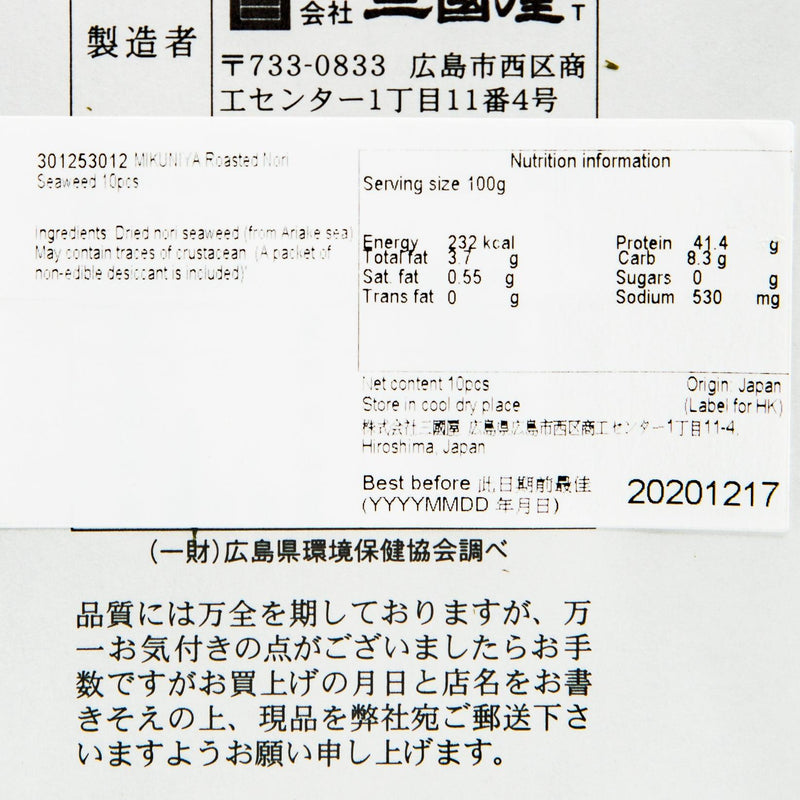 製造者
会社 三國屋
〒733-0833 広島市西区商
工センター1丁目11番4号
301253012 MIKUNIYA Roasted Nori
Seaweed 10pcs
Ingredients: Dried nori seaweed (from Ariake sea)
May contain traces of crustacean. (A packet of
non-edible desiccant is included)
Nutrition information
Serving size 100g
Energy 232 kcal Protein 41.4 g
Total fat 3.7 g Carb 8.3 g
Sat. fat 0.55 g Sugars 0 g
Trans fat 0 g Sodium 530 mg
Net content 10pcs Origin: Japan
Store in cool dry place (Label for HK)
株式会社三國屋 広島県広島市西区商工センター1丁目11-4,
Hiroshima, Japan
Best before 此日期前最佳
(YYYYMMDD 年月日) 20201217
(一財)広島県環境保健協会調べ
品質には万全を期しておりますが、万
一お気付きの点がございましたらお手
数ですがお買上げの月日と店名をお書
きそえの上、現品を弊社宛ご郵送下さ
いますようお願い申し上げます。